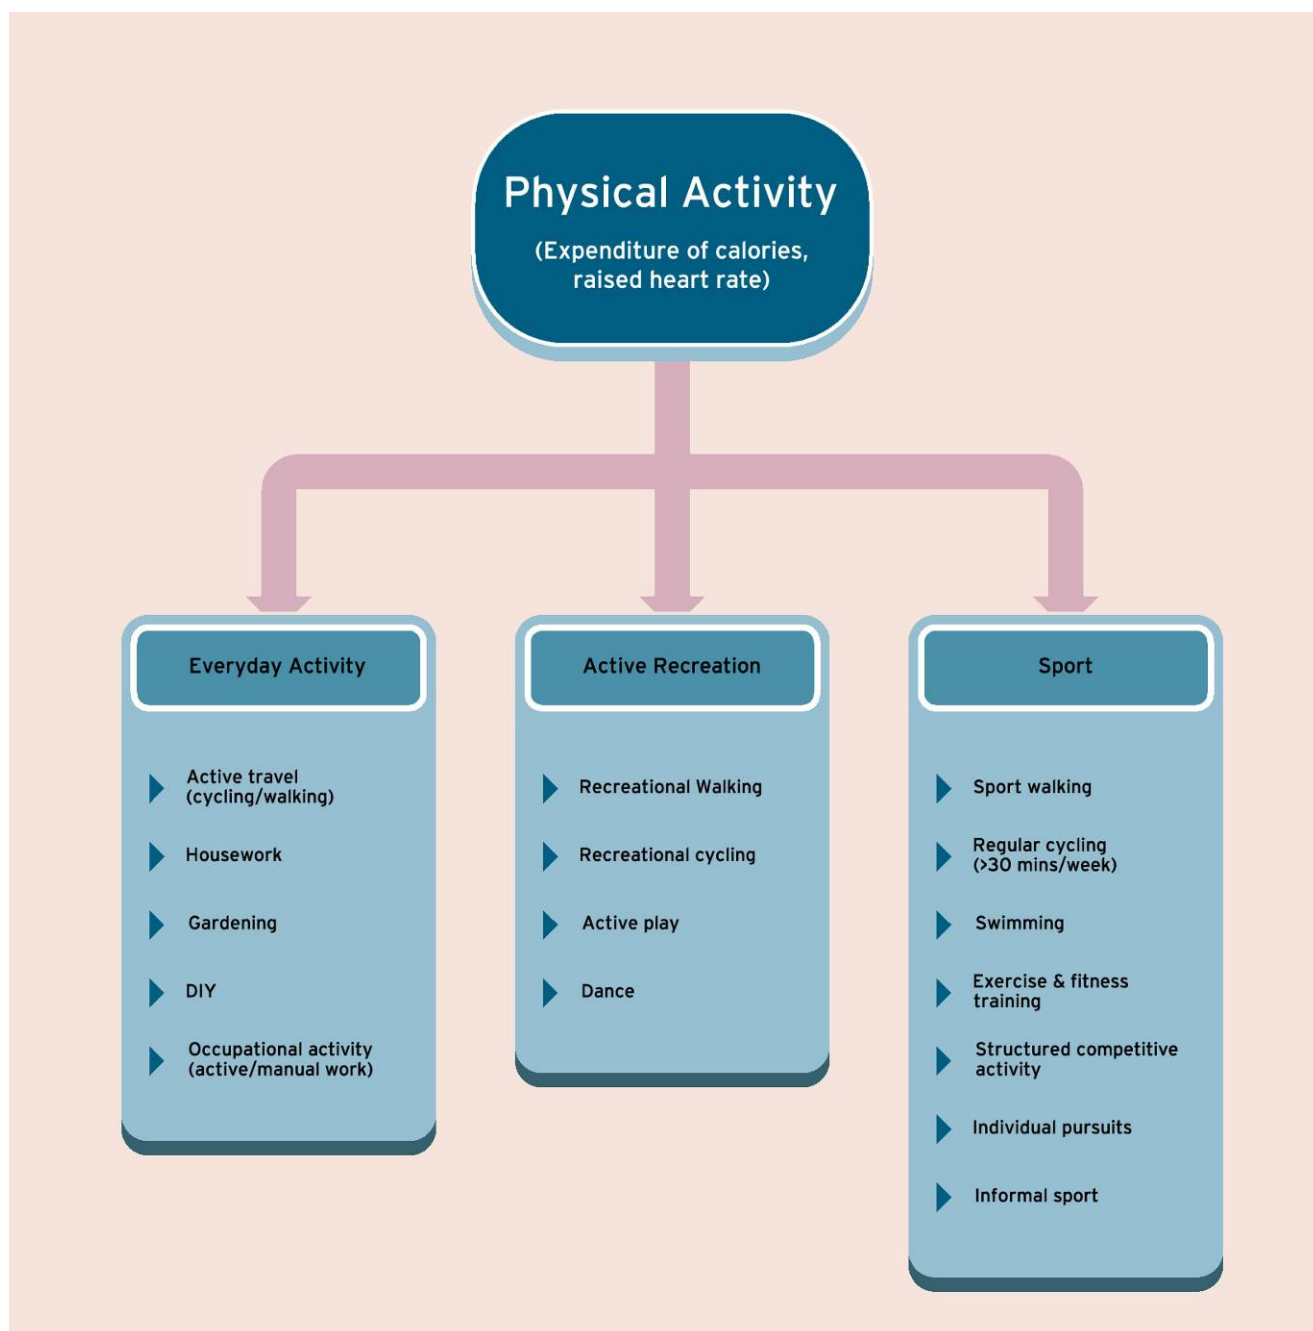 Physical Activity
(Expenditure of calories,
raised heart rate)
Everyday Activity
Active travel
(cycling/walking)
Housework
Gardening
DIY
Occupational activity
(active/manual work)
Active Recreation
Recreational Walking
Recreational cycling
Active play
Dance
Sport
Sport walking
Regular cycling
(>30 mins/week)
Swimming
Exercise & fitness
training
Structured competitive
activity
Individual pursuits
Informal sport